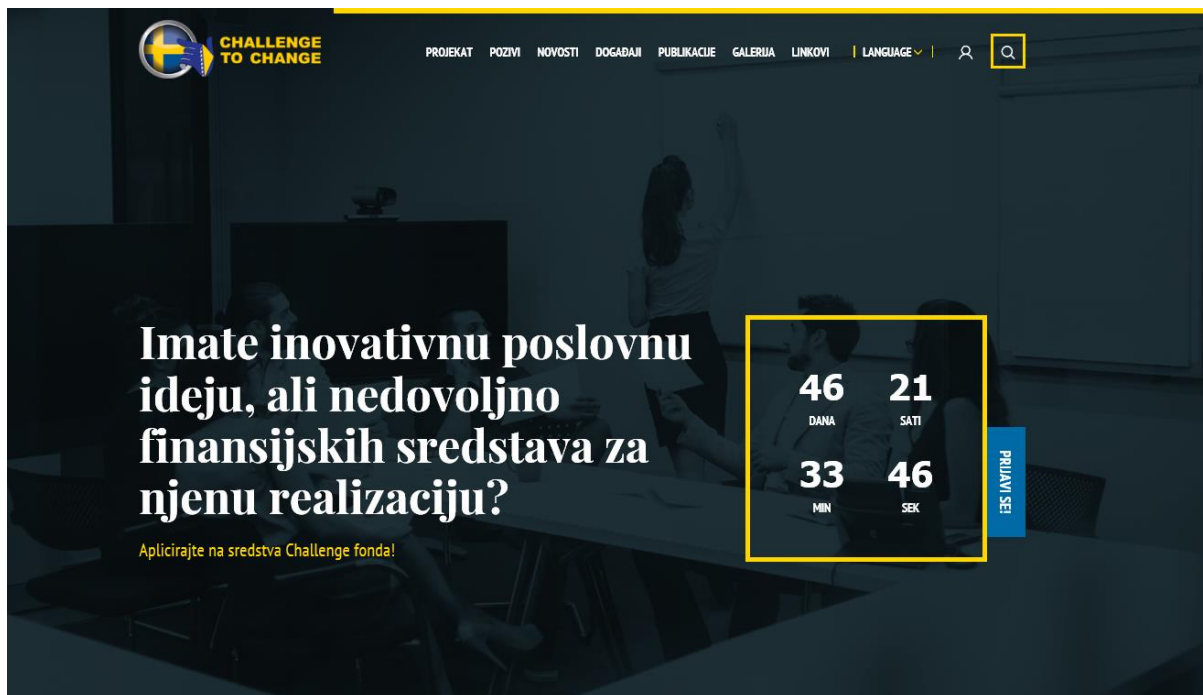 CHALLENGE
TO CHANGE
PROJEKAT POZIVI NOVOSTI DOGAĐAJI PUBLIKACIJE GALERIJA LINKOVI | LANGUAGE |
Imate inovativnu poslovnu
ideju, ali nedovoljno
finansijskih sredstava za
njenu realizaciju?
Aplicirajte na sredstva Challenge fonda!
46 21
DANA SATI
33 46
MIN SEK
PRIJAVI SE!